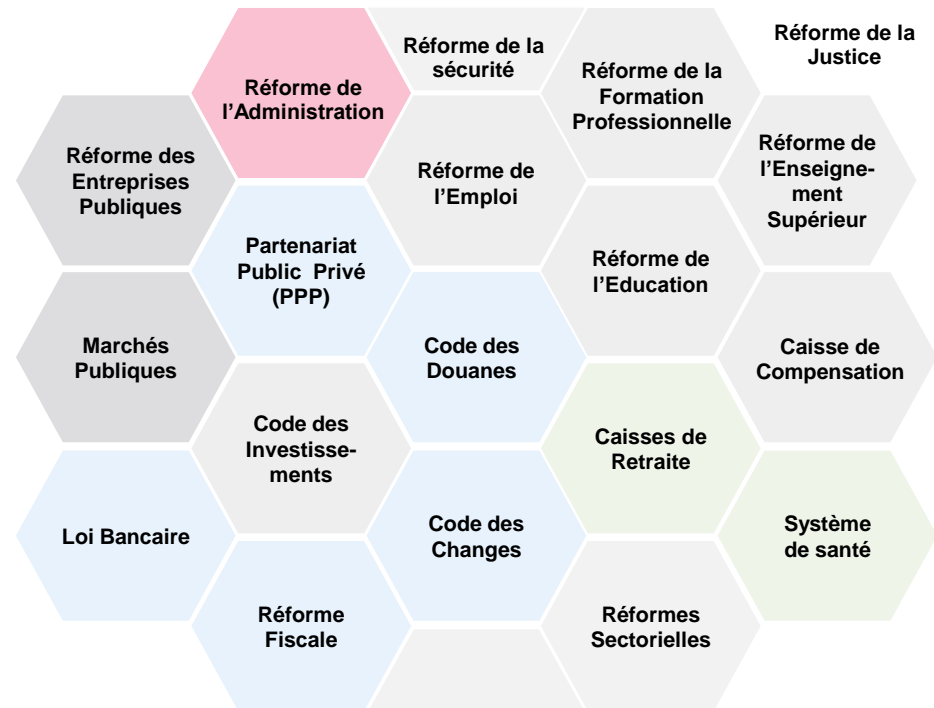 Réforme de la
sécurité
Réforme de la
Justice
Réforme de
l’Administration
Réforme de la
Formation
Professionnelle
Réforme des
Entreprises
Publiques
Réforme de
l’Emploi
Réforme de
l’Enseigne-
ment
Supérieur
Partenariat
Public Privé
(PPP)
Réforme de
l’Education
Marchés
Publiques
Code des
Douanes
Caisse de
Compensation
Code des
Investisse-
ments
Caisses de
Retraite
Loi Bancaire
Code des
Changes
Système
de santé
Réforme
Fiscale
Réformes
Sectorielles